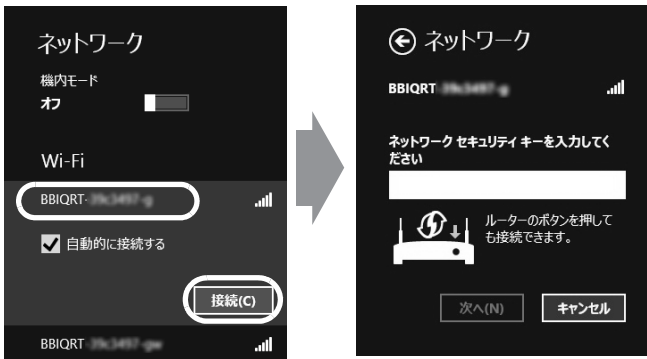 ネットワーク
機内モード
オフ
Wi-Fi
BBIQRT-
自動的に接続する
接続(C)
BBIQRT-
ネットワーク
BBIQRT
ネットワーク セキュリティ キーを入力してく
ださい
ルーターのボタンを押して
も接続できます。
次へ(N)
キャンセル